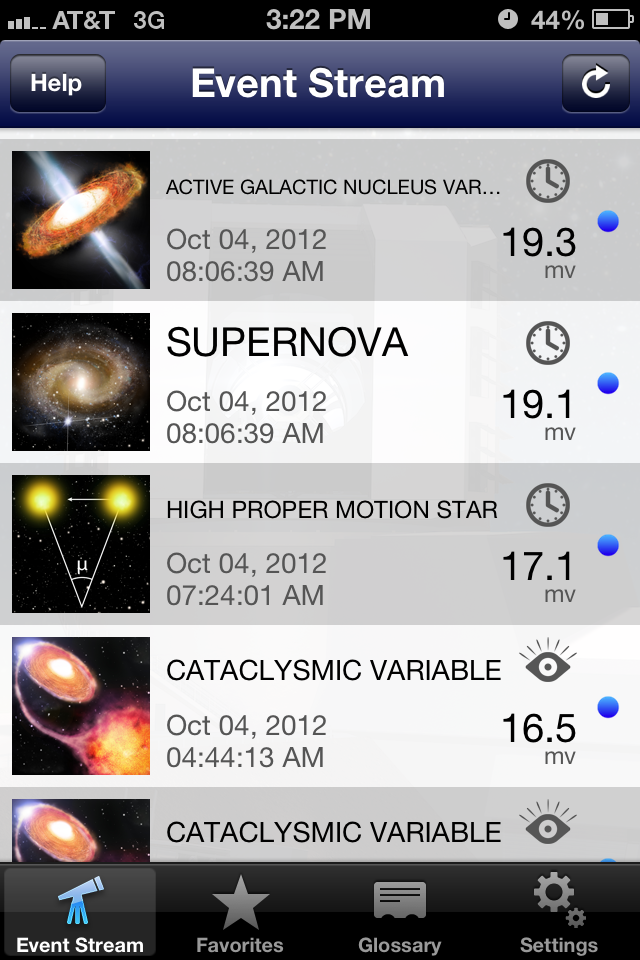 AT&T 3G 3:22 PM 44%
Help Event Stream
ACTIVE GALACTIC NUCLEUS VAR...
Oct 04, 2012 19.3
08:06:39 AM mv
SUPERNOVA
Oct 04, 2012 19.1
08:06:39 AM mv
μ
HIGH PROPER MOTION STAR
Oct 04, 2012 17.1
07:24:01 AM mv
CATACLYSMIC VARIABLE
Oct 04, 2012 16.5
04:44:13 AM mv
CATACLYSMIC VARIABLE
Event Stream Favorites Glossary Settings